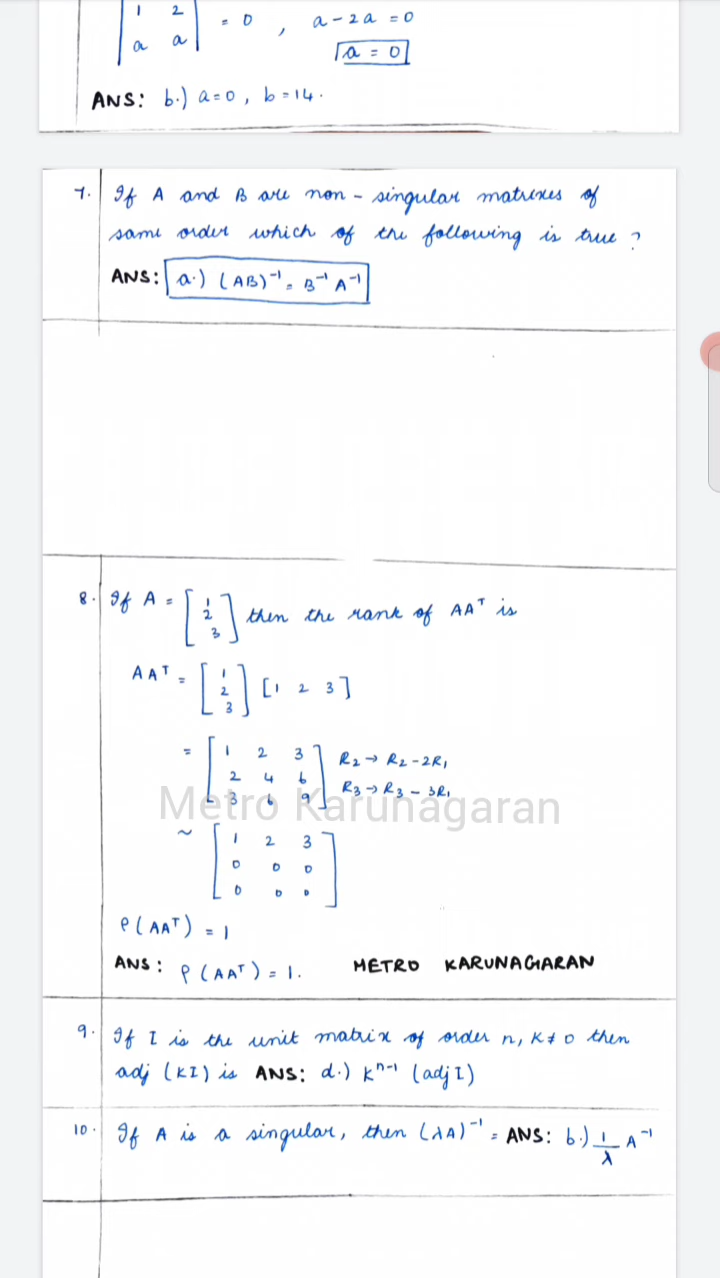 | 1 2 |
| a a | = 0 , a - 2a = 0
a = 0
ANS: b.) a = 0 , b = 14 .
7. If A and B are non - singular matrixes of
same order which of the following is true ?
ANS: a.) (AB)⁻¹ = B⁻¹ A⁻¹
8. If A = [1 2 3] then the rank of AAᵀ is
AAᵀ = [1 2 3] [1 2 3]
= [1 2 3
2 4 6
3 6 9] R₂ → R₂ - 2R₁
R₃ → R₃ - 3R₁
Metro Karunagaran
~ [1 2 3
0 0 0
0 0 0]
ρ(AAᵀ) = 1
ANS: ρ(AAᵀ) = 1. METRO KARUNAGARAN
9. If I is the unit matrix of order n, K ≠ 0 then
adj (KI) is ANS: d.) Kⁿ⁻¹ (adj I)
10. If A is a singular, then (λA)⁻¹ = ANS: b.) 1/λ A⁻¹